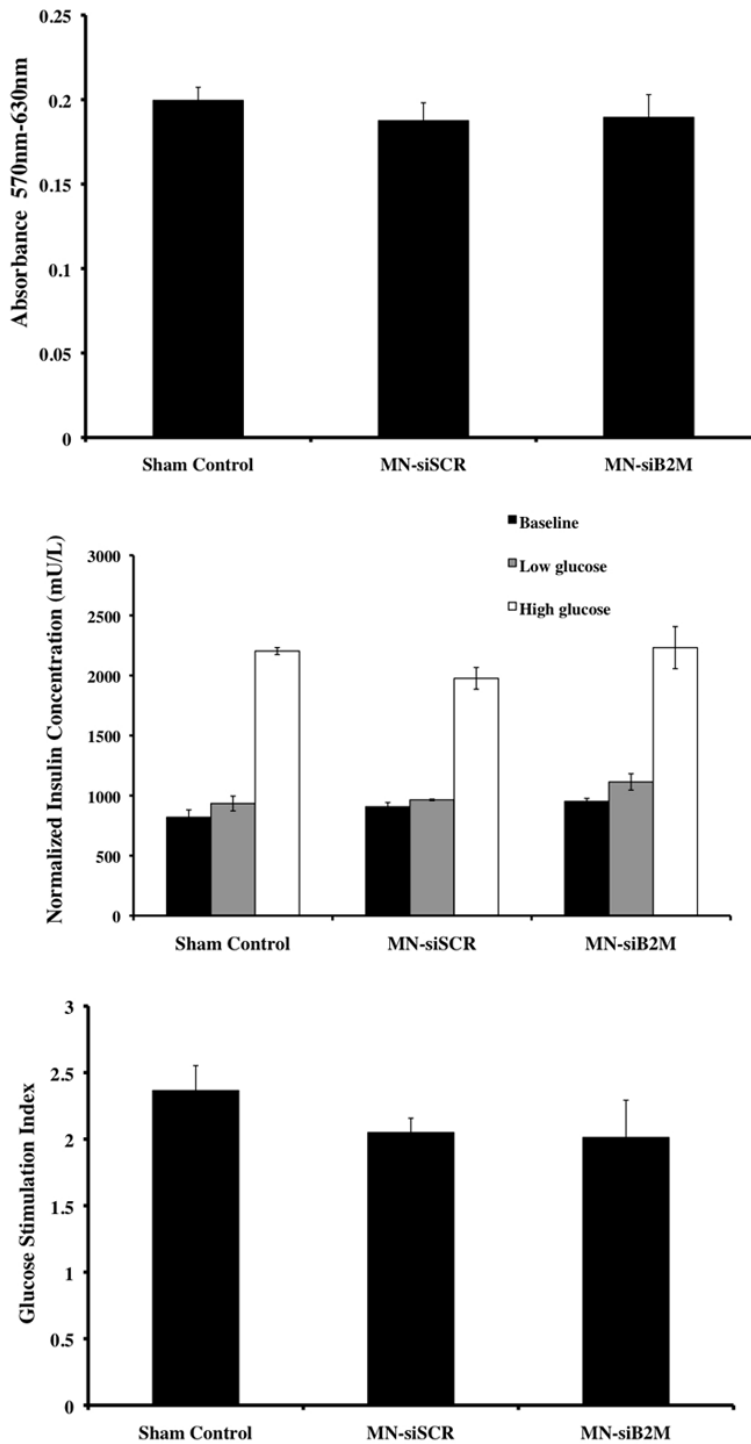 Absorbance 570nm-630nm
0.25
0.2
0.15
0.1
0.05
0
Sham Control MN-siSCR MN-siB2M
Baseline
Low glucose
High glucose
Normalized Insulin Concentration (mU/L)
3000
2500
2000
1500
1000
500
0
Sham Control MN-siSCR MN-siB2M
Glucose Stimulation Index
3
2.5
2
1.5
1
0.5
0
Sham Control MN-siSCR MN-siB2M